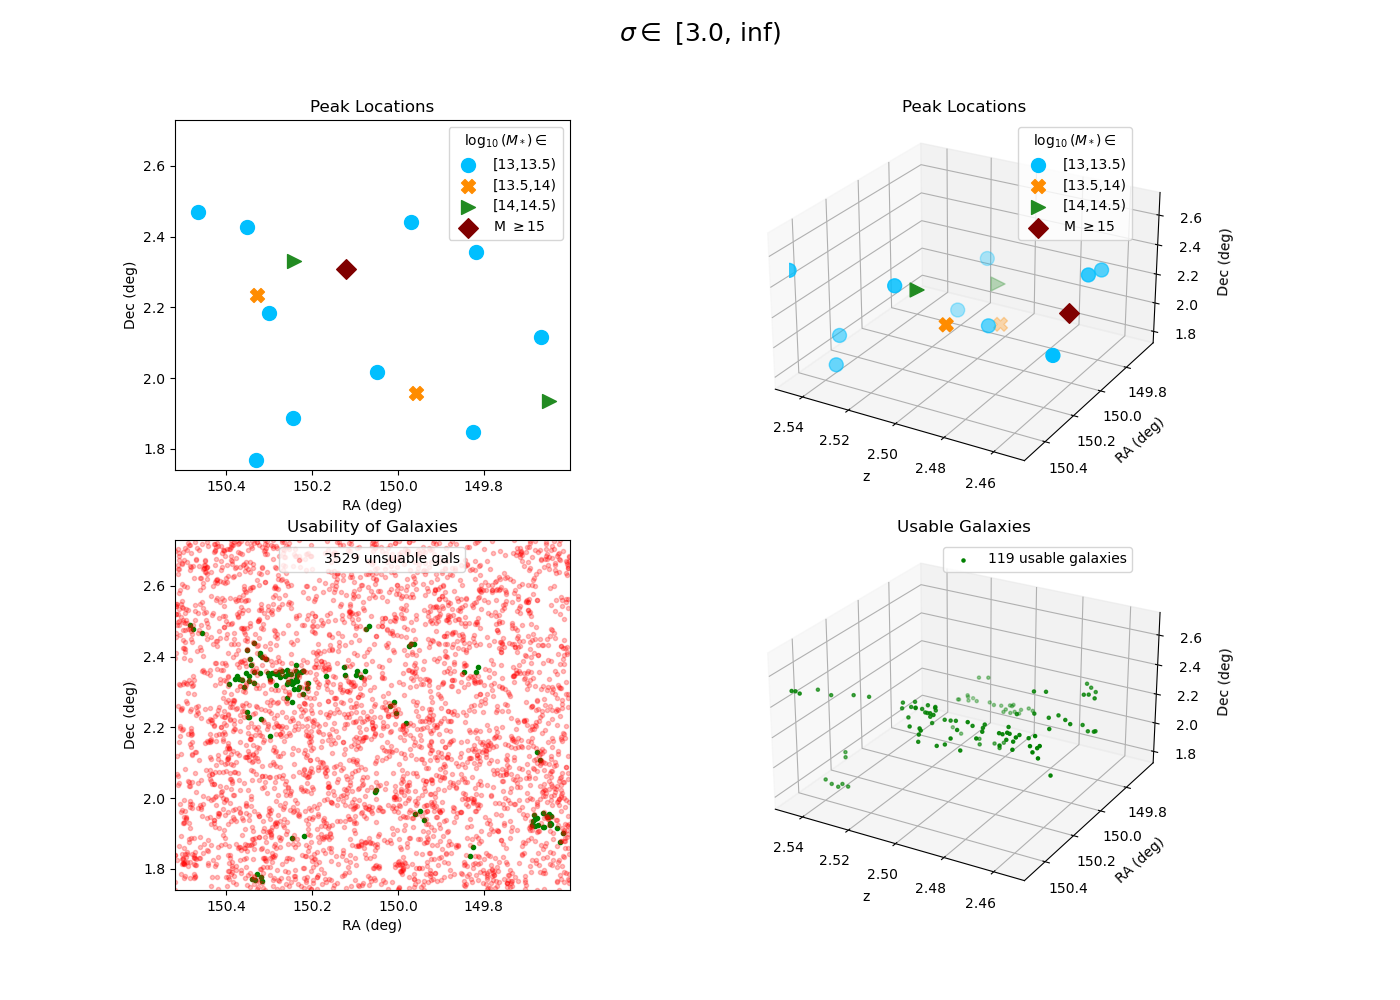 σ ∈ [3.0, inf)
Peak Locations
log₁₀(M*) ∈
[13,13.5)
[13.5,14)
[14,14.5)
M ≥15
2.6
2.4
2.2
2.0
1.8
Dec (deg)
150.4 150.2 150.0 149.8
RA (deg)
Peak Locations
log₁₀(M*) ∈
[13,13.5)
[13.5,14)
[14,14.5)
M ≥15
2.6
2.4
2.2
2.0
1.8
Dec (deg)
149.8
150.0
150.2
150.4
RA (deg)
2.54
2.52
2.50
2.48
2.46
z
Usability of Galaxies
3529 unsuable gals
2.6
2.4
2.2
2.0
1.8
Dec (deg)
150.4 150.2 150.0 149.8
RA (deg)
Usable Galaxies
119 usable galaxies
2.6
2.4
2.2
2.0
1.8
Dec (deg)
149.8
150.0
150.2
150.4
RA (deg)
2.54
2.52
2.50
2.48
2.46
z